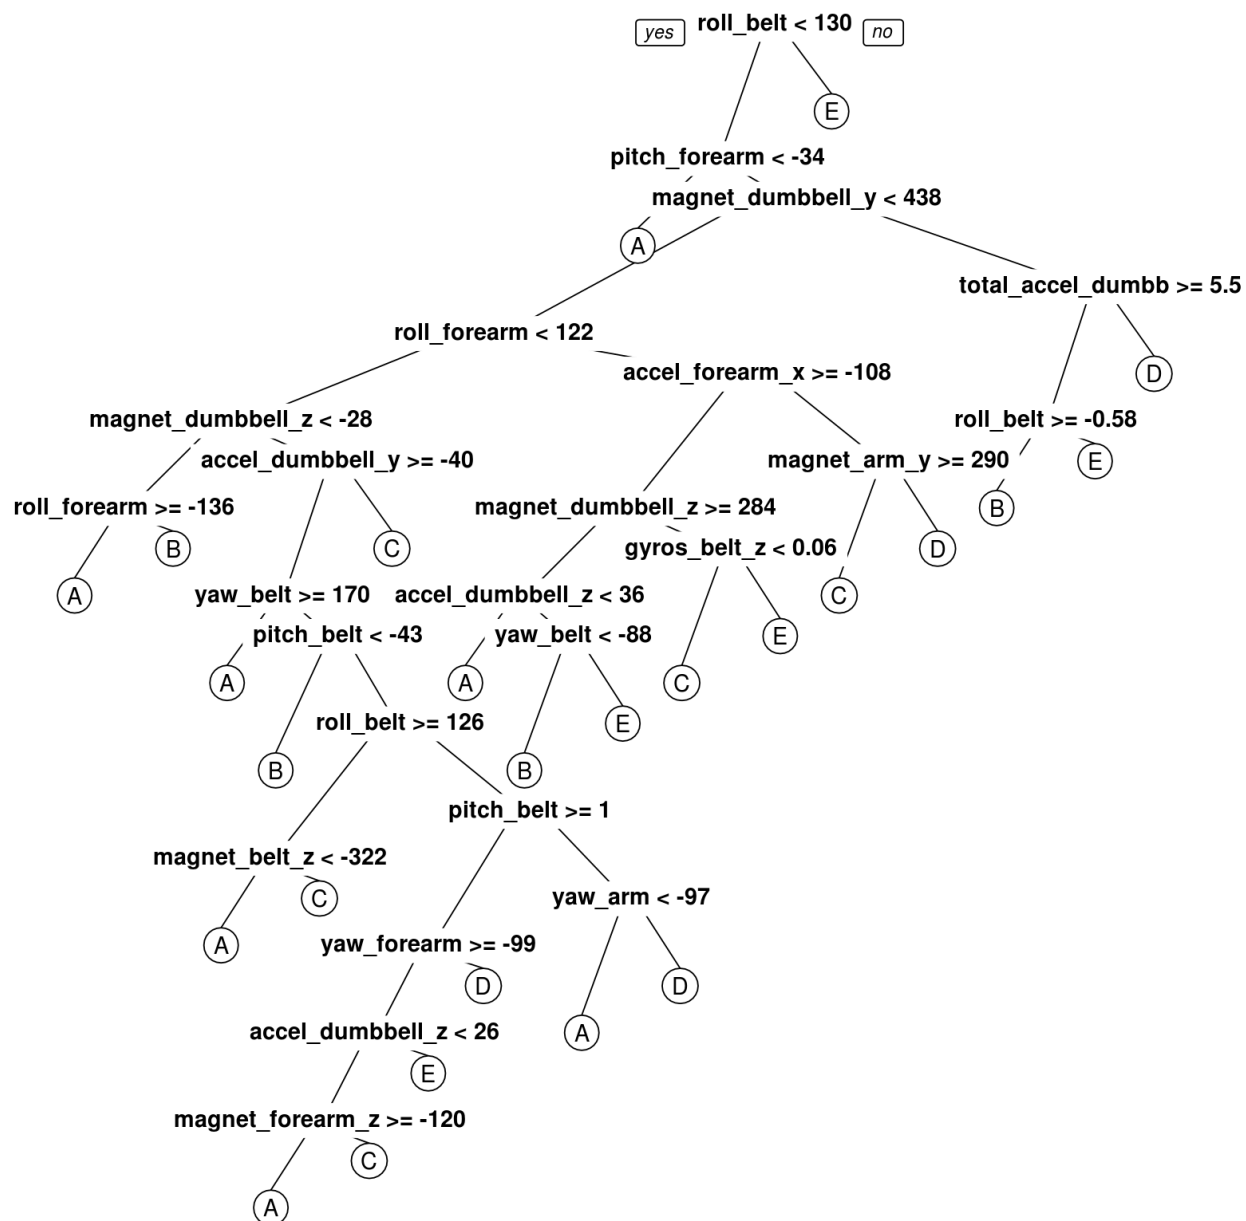 yes roll_belt < 130 no
E
pitch_forearm < -34
magnet_dumbbell_y < 438
A
total_accel_dumbb >= 5.5
roll_forearm < 122
accel_forearm_x >= -108
D
magnet_dumbbell_z < -28
roll_belt >= -0.58
accel_dumbbell_y >= -40
magnet_arm_y >= 290
E
roll_forearm >= -136
magnet_dumbbell_z >= 284
B
B
C
gyros_belt_z < 0.06
D
A
yaw_belt >= 170
accel_dumbbell_z < 36
C
pitch_belt < -43
yaw_belt < -88
E
A
A
C
roll_belt >= 126
E
B
B
pitch_belt >= 1
magnet_belt_z < -322
C
yaw_arm < -97
A
yaw_forearm >= -99
D
D
accel_dumbbell_z < 26
A
E
magnet_forearm_z >= -120
C
A